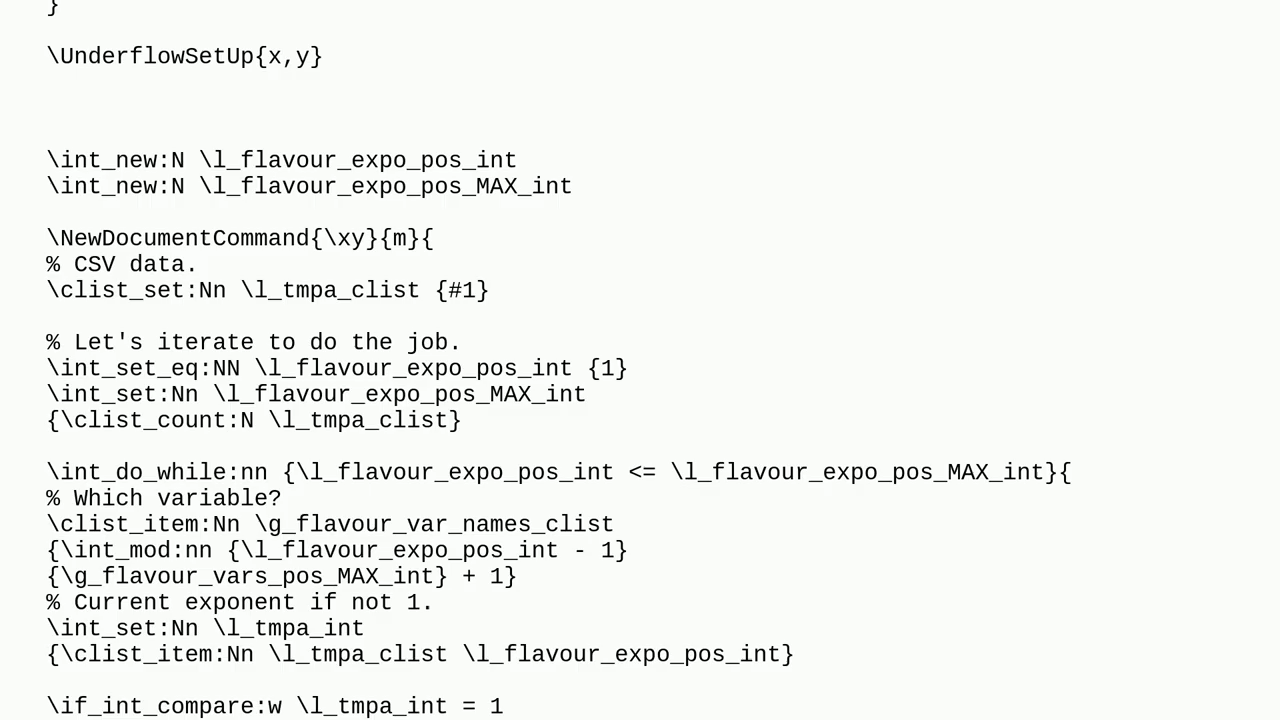 }
\UnderflowSetUp{x,y}
\int_new:N \l_flavour_expo_pos_int
\int_new:N \l_flavour_expo_pos_MAX_int
\NewDocumentCommand{\xy}{m}{
% CSV data.
\clist_set:Nn \l_tmpa_clist {#1}
% Let's iterate to do the job.
\int_set_eq:NN \l_flavour_expo_pos_int {1}
\int_set:Nn \l_flavour_expo_pos_MAX_int
{\clist_count:N \l_tmpa_clist}
\int_do_while:nn {\l_flavour_expo_pos_int <= \l_flavour_expo_pos_MAX_int}{
% Which variable?
\clist_item:Nn \g_flavour_var_names_clist
{\int_mod:nn {\l_flavour_expo_pos_int - 1}
{\g_flavour_vars_pos_MAX_int} + 1}
% Current exponent if not 1.
\int_set:Nn \l_tmpa_int
{\clist_item:Nn \l_tmpa_clist \l_flavour_expo_pos_int}
\if_int_compare:w \l_tmpa_int = 1